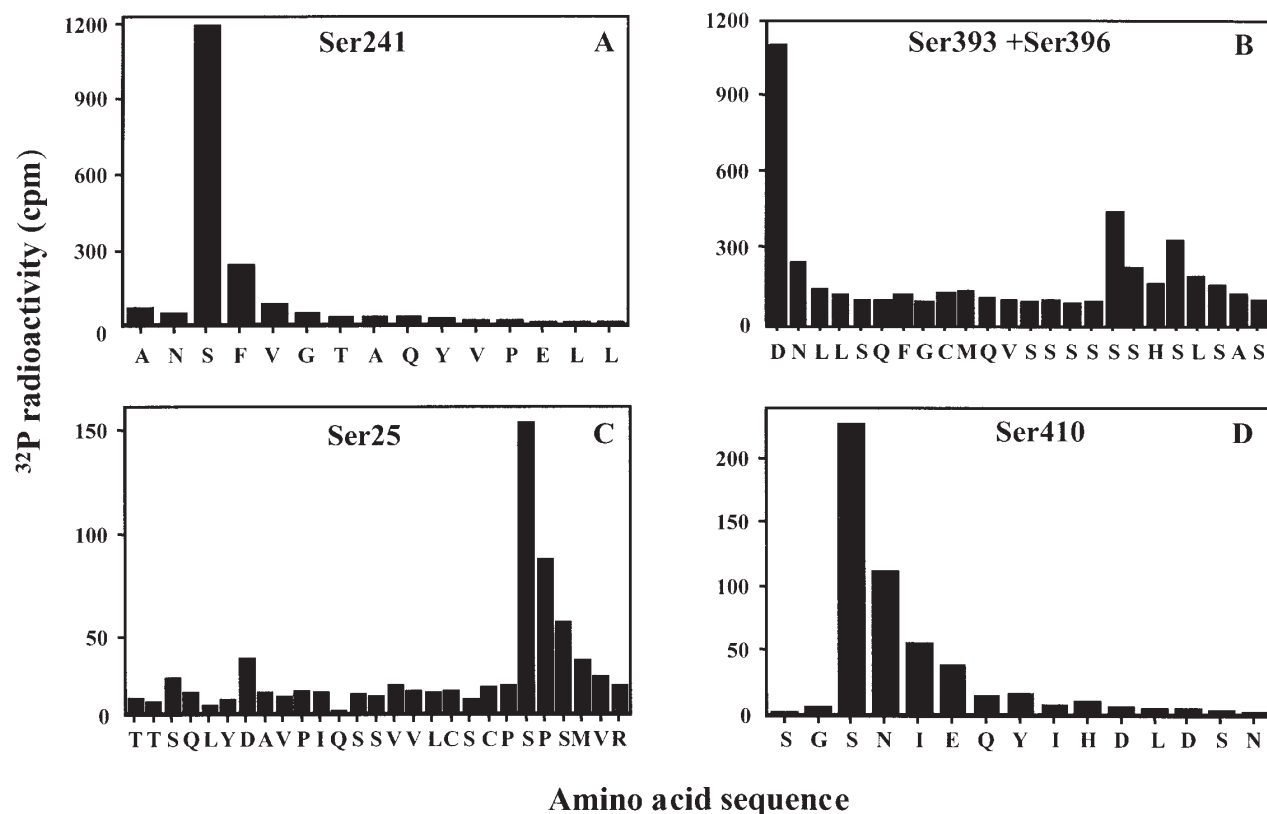 1200
900
600
300
0
Ser241
A
A N S F V G T A Q Y V P E L L
1200
900
600
300
0
Ser393 +Ser396
B
D N L L S Q F G C M Q V S S S S S S H S L S A S
150
100
50
0
Ser25
C
T T S Q L Y D A V P I Q S S V V L C S C P S P S M V R
200
150
100
50
0
Ser410
D
S G S N I E Q Y I H D L D S N
32P radioactivity (cpm)
Amino acid sequence